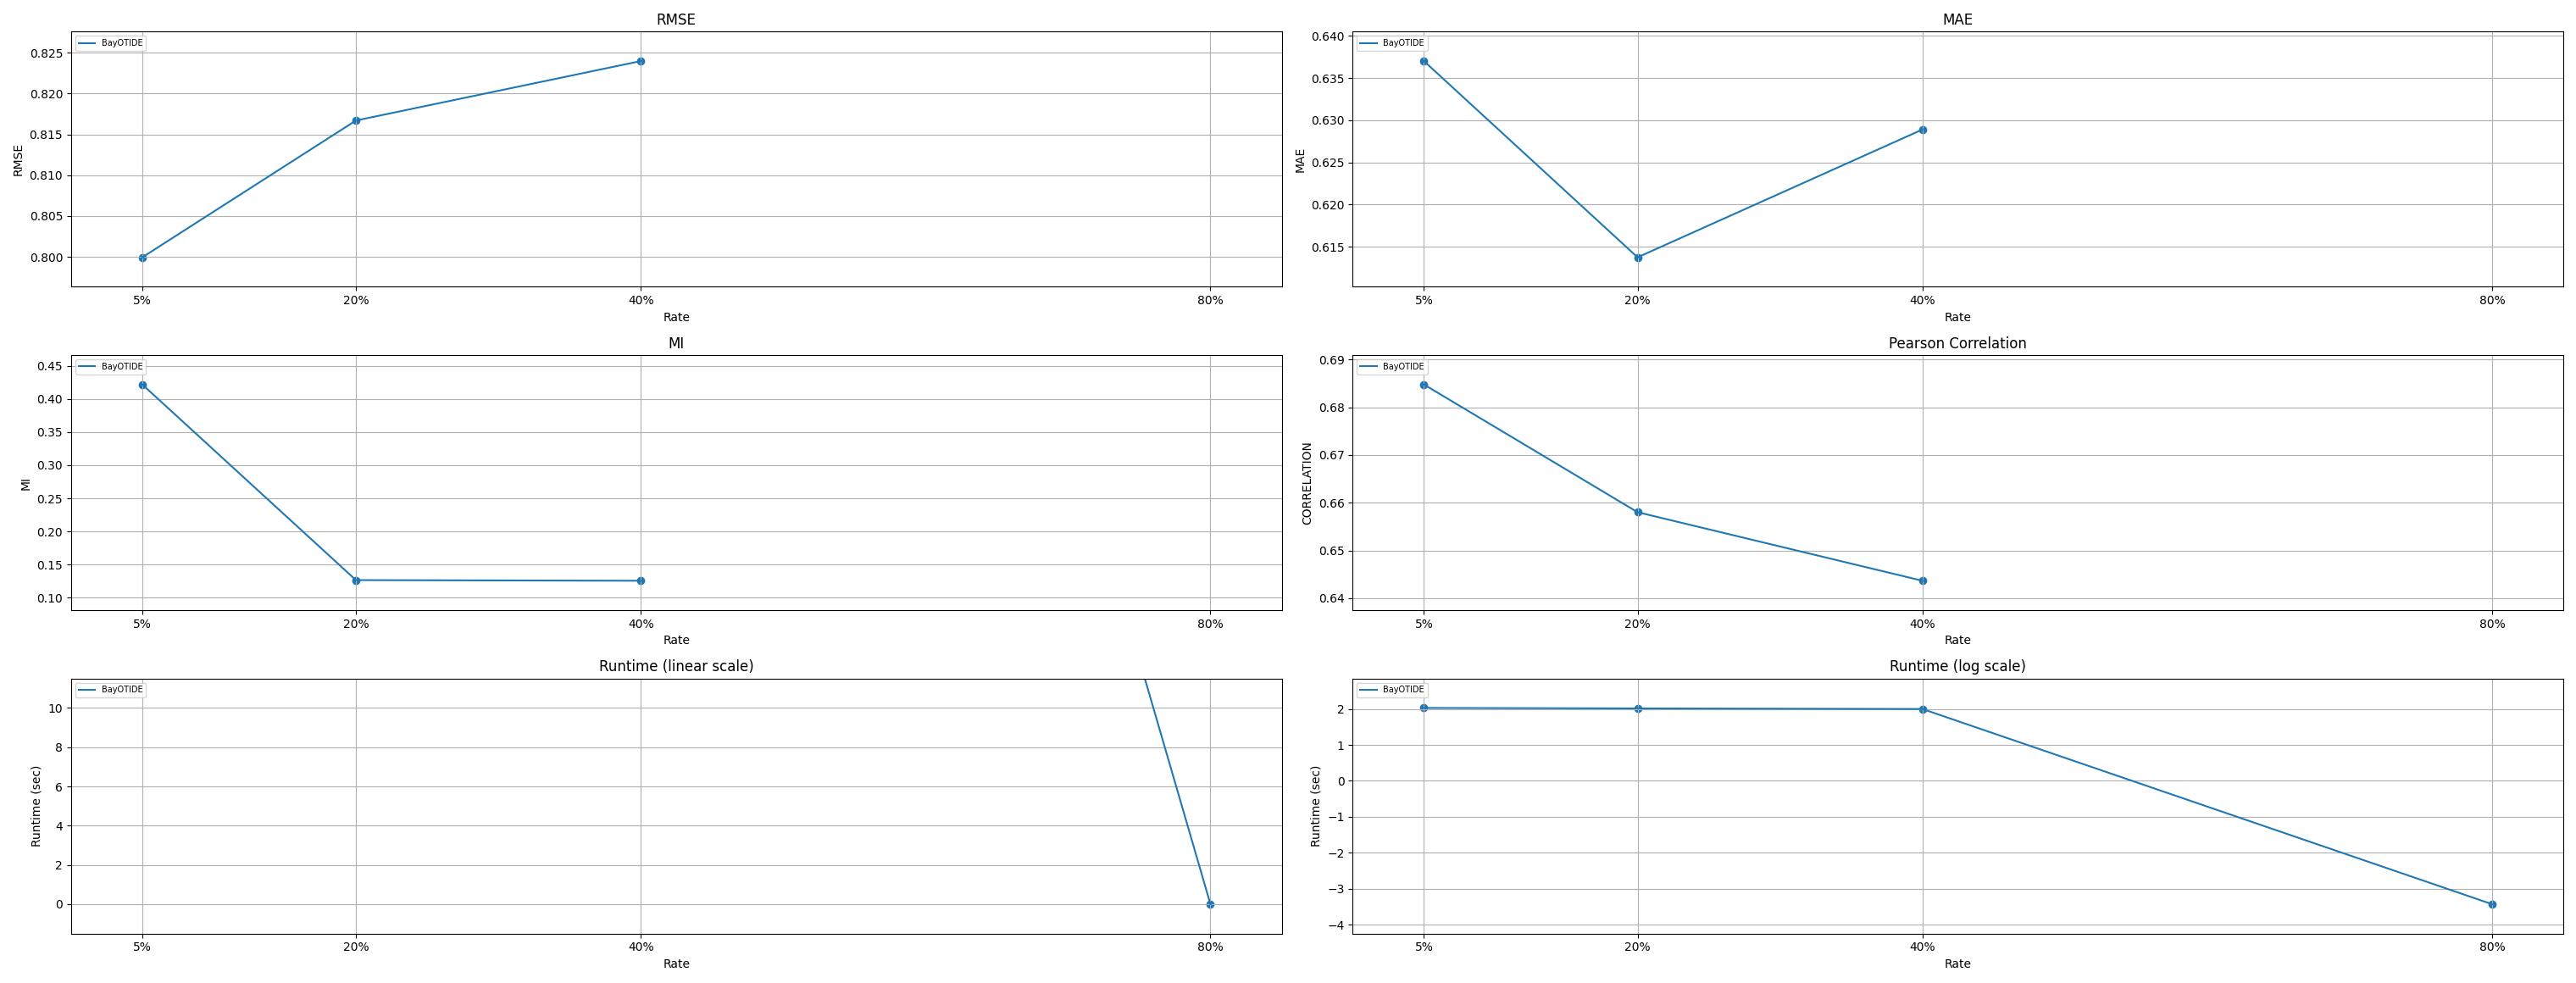 RMSE
BayOTIDE
0.825
0.820
0.815
0.810
0.805
0.800
RMSE
5%
20%
40%
80%
Rate
MAE
BayOTIDE
0.640
0.635
0.630
0.625
0.620
0.615
MAE
5%
20%
40%
80%
Rate
MI
BayOTIDE
0.45
0.40
0.35
0.30
0.25
0.20
0.15
0.10
MI
5%
20%
40%
80%
Rate
Pearson Correlation
BayOTIDE
0.69
0.68
0.67
0.66
0.65
0.64
CORRELATION
5%
20%
40%
80%
Rate
Runtime (linear scale)
BayOTIDE
10
8
6
4
2
0
Runtime (sec)
5%
20%
40%
80%
Rate
Runtime (log scale)
BayOTIDE
2
1
0
−1
−2
−3
−4
Runtime (sec)
5%
20%
40%
80%
Rate